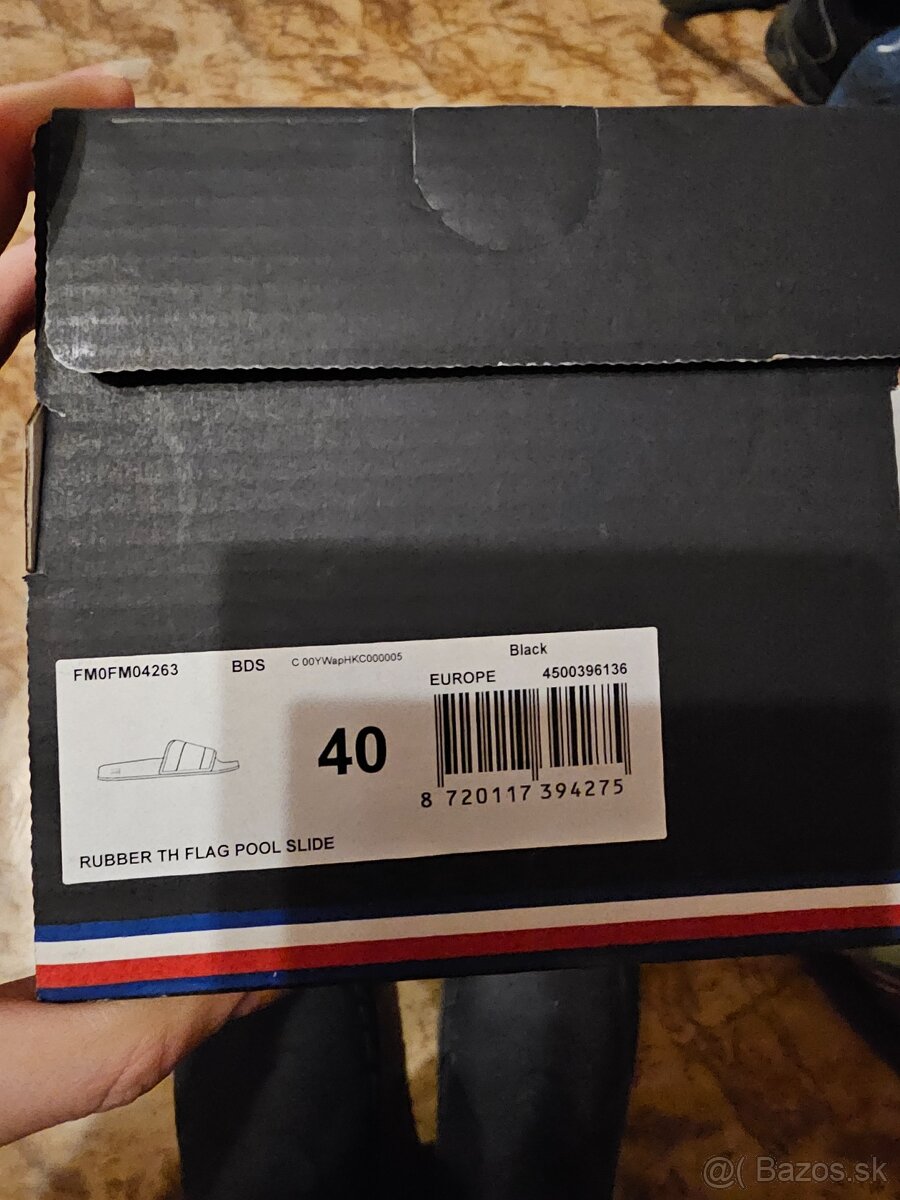 FM0FM04263 BDS C 00YWapHKC000005 Black
EUROPE 4500396136
40
8 720117 394275
RUBBER TH FLAG POOL SLIDE
@( Bazos.sk